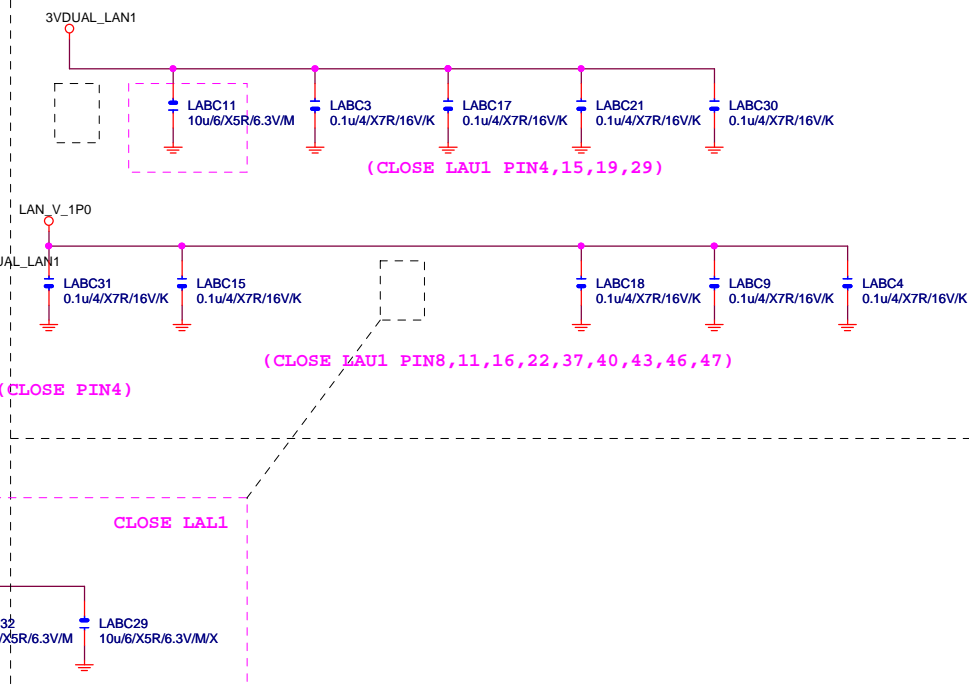 3VDUAL_LAN1
LABC11
10u/6/X5R/6.3V/M
LABC3
0.1u/4/X7R/16V/K
LABC17
0.1u/4/X7R/16V/K
LABC21
0.1u/4/X7R/16V/K
LABC30
0.1u/4/X7R/16V/K
(CLOSE LAU1 PIN4,15,19,29)
LAN_V_1P0
UAL_LAN1
LABC31
0.1u/4/X7R/16V/K
LABC15
0.1u/4/X7R/16V/K
LABC18
0.1u/4/X7R/16V/K
LABC9
0.1u/4/X7R/16V/K
LABC4
0.1u/4/X7R/16V/K
(CLOSE LAU1 PIN8,11,16,22,37,40,43,46,47)
(CLOSE PIN4)
CLOSE LAL1
32
/X5R/6.3V/M
LABC29
10u/6/X5R/6.3V/M/X